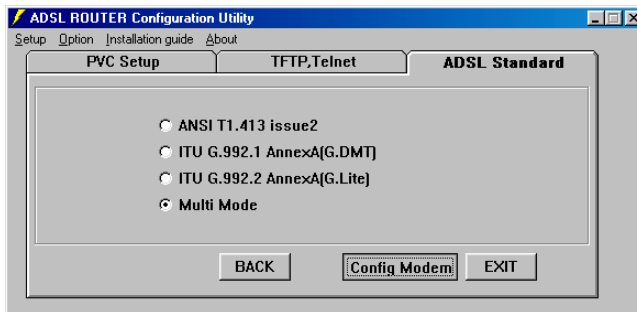 ADSL ROUTER Configuration Utility
Setup Option Installation guide About
PVC Setup TFTP,Telnet ADSL Standard
ANSI T1.413 issue2
ITU G.992.1 AnnexA(G.DMT)
ITU G.992.2 AnnexA(G.Lite)
Multi Mode
BACK Config Modem EXIT